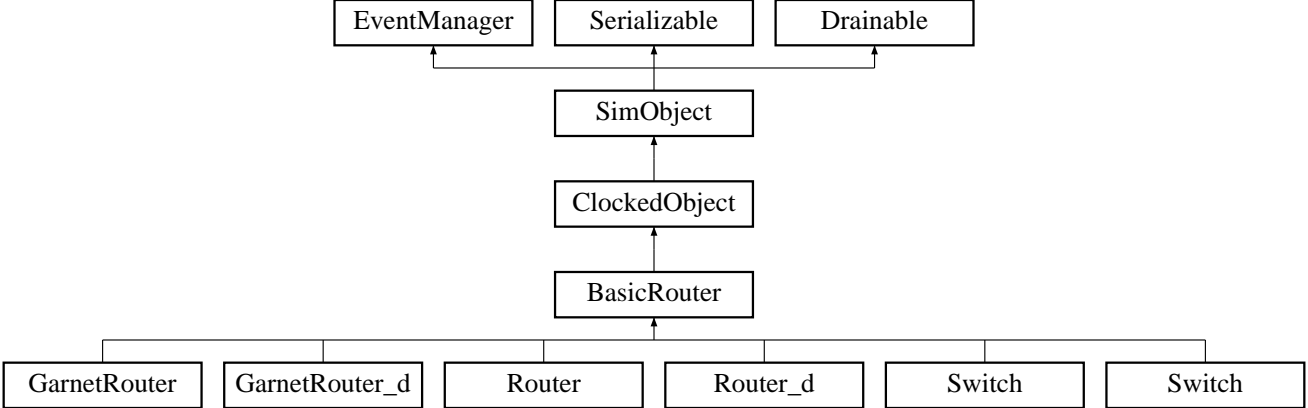 EventManager Serializable Drainable
SimObject
ClockedObject
BasicRouter
GarnetRouter GarnetRouter_d Router Router_d Switch Switch